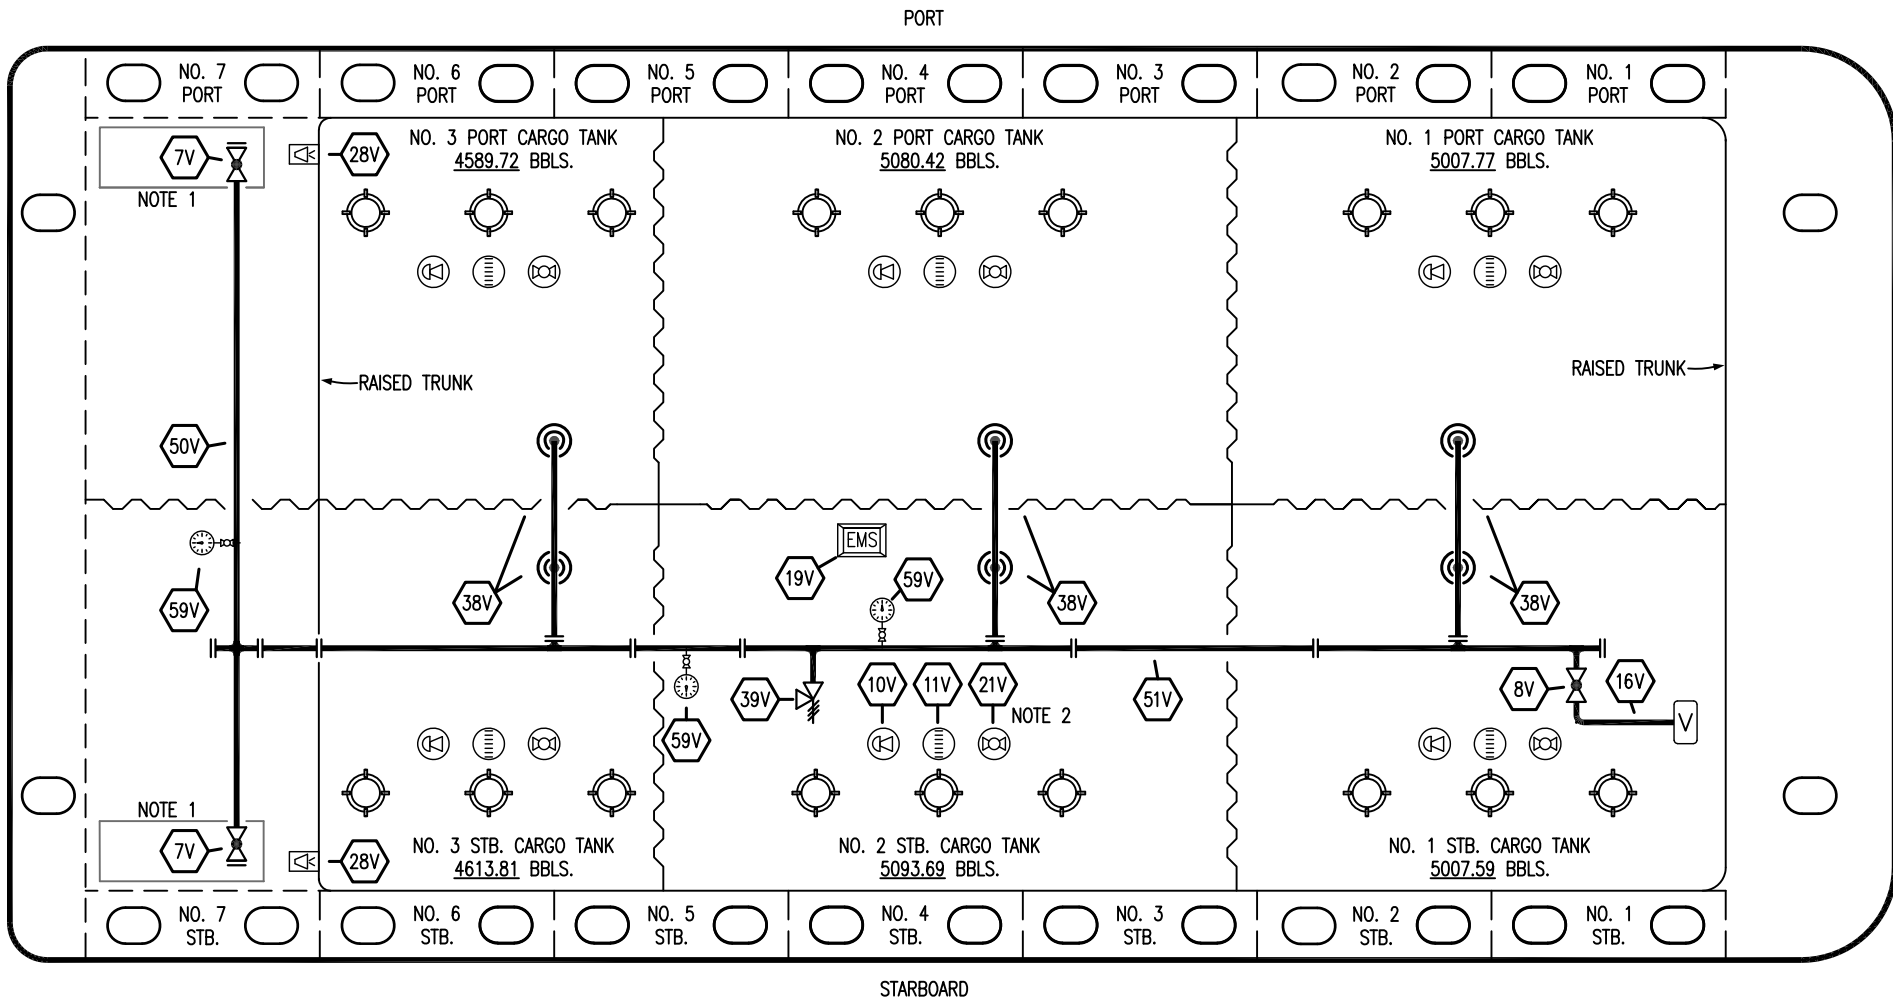 PORT
NO. 7
PORT
NO. 6
PORT
NO. 5
PORT
NO. 4
PORT
NO. 3
PORT
NO. 2
PORT
NO. 1
PORT
NO. 3 PORT CARGO TANK
4589.72 BBLS.
NO. 2 PORT CARGO TANK
5080.42 BBLS.
NO. 1 PORT CARGO TANK
5007.77 BBLS.
7V
28V
NOTE 1
RAISED TRUNK
RAISED TRUNK
50V
EMS
19V
59V
59V
38V
38V
38V
10V
11V
21V
39V
51V
8V
16V
NOTE 2
59V
V
NOTE 1
7V
28V
NO. 3 STB. CARGO TANK
4613.81 BBLS.
NO. 2 STB. CARGO TANK
5093.69 BBLS.
NO. 1 STB. CARGO TANK
5007.59 BBLS.
NO. 7
STB.
NO. 6
STB.
NO. 5
STB.
NO. 4
STB.
NO. 3
STB.
NO. 2
STB.
NO. 1
STB.
STARBOARD